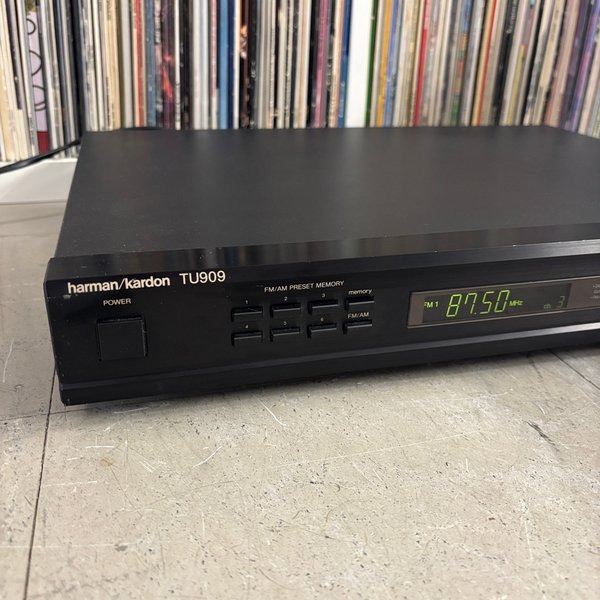 harman/kardon TU909
POWER
FM/AM PRESET MEMORY
1 2 3 memory
4 5 6 FM/AM
FM 1 87.50 MHz ch 3